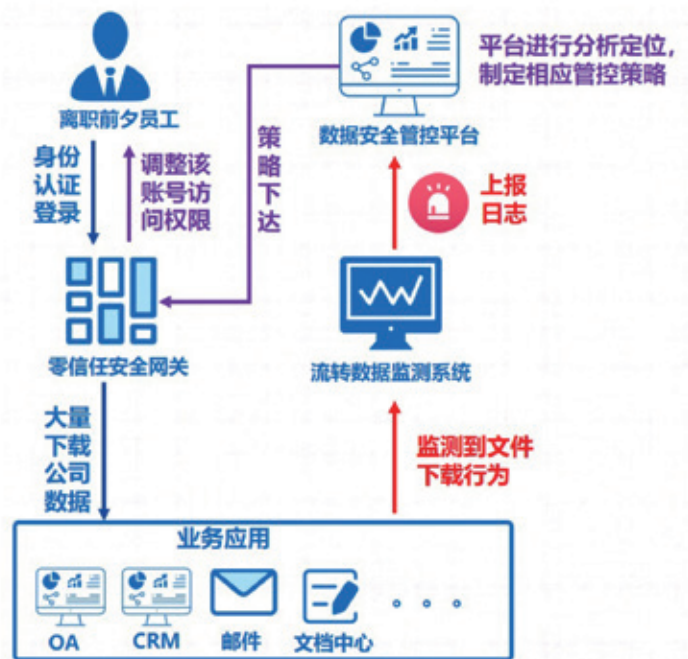 平台进行分析定位，
制定相应管控策略
离职前夕员工
数据安全管控平台
身份
认证
登录
调整该
账号访
问权限
策
略
下
达
上报
日志
零信任安全网关
流转数据监测系统
大量
下载
公司
数据
监测到文件
下载行为
业务应用
OA
CRM
邮件
文档中心